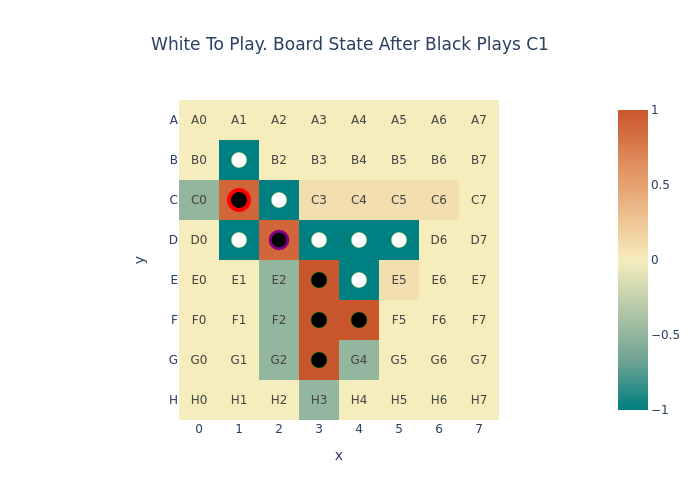 White To Play. Board State After Black Plays C1
A A0 A1 A2 A3 A4 A5 A6 A7
B B0 B2 B3 B4 B5 B6 B7
C C0 C3 C4 C5 C6 C7
D D0 D6 D7
E E0 E1 E2 E5 E6 E7
F F0 F1 F2 F5 F6 F7
G G0 G1 G2 G4 G5 G6 G7
H H0 H1 H2 H3 H4 H5 H6 H7
0 1 2 3 4 5 6 7
x
y
1
0.5
0
−0.5
−1